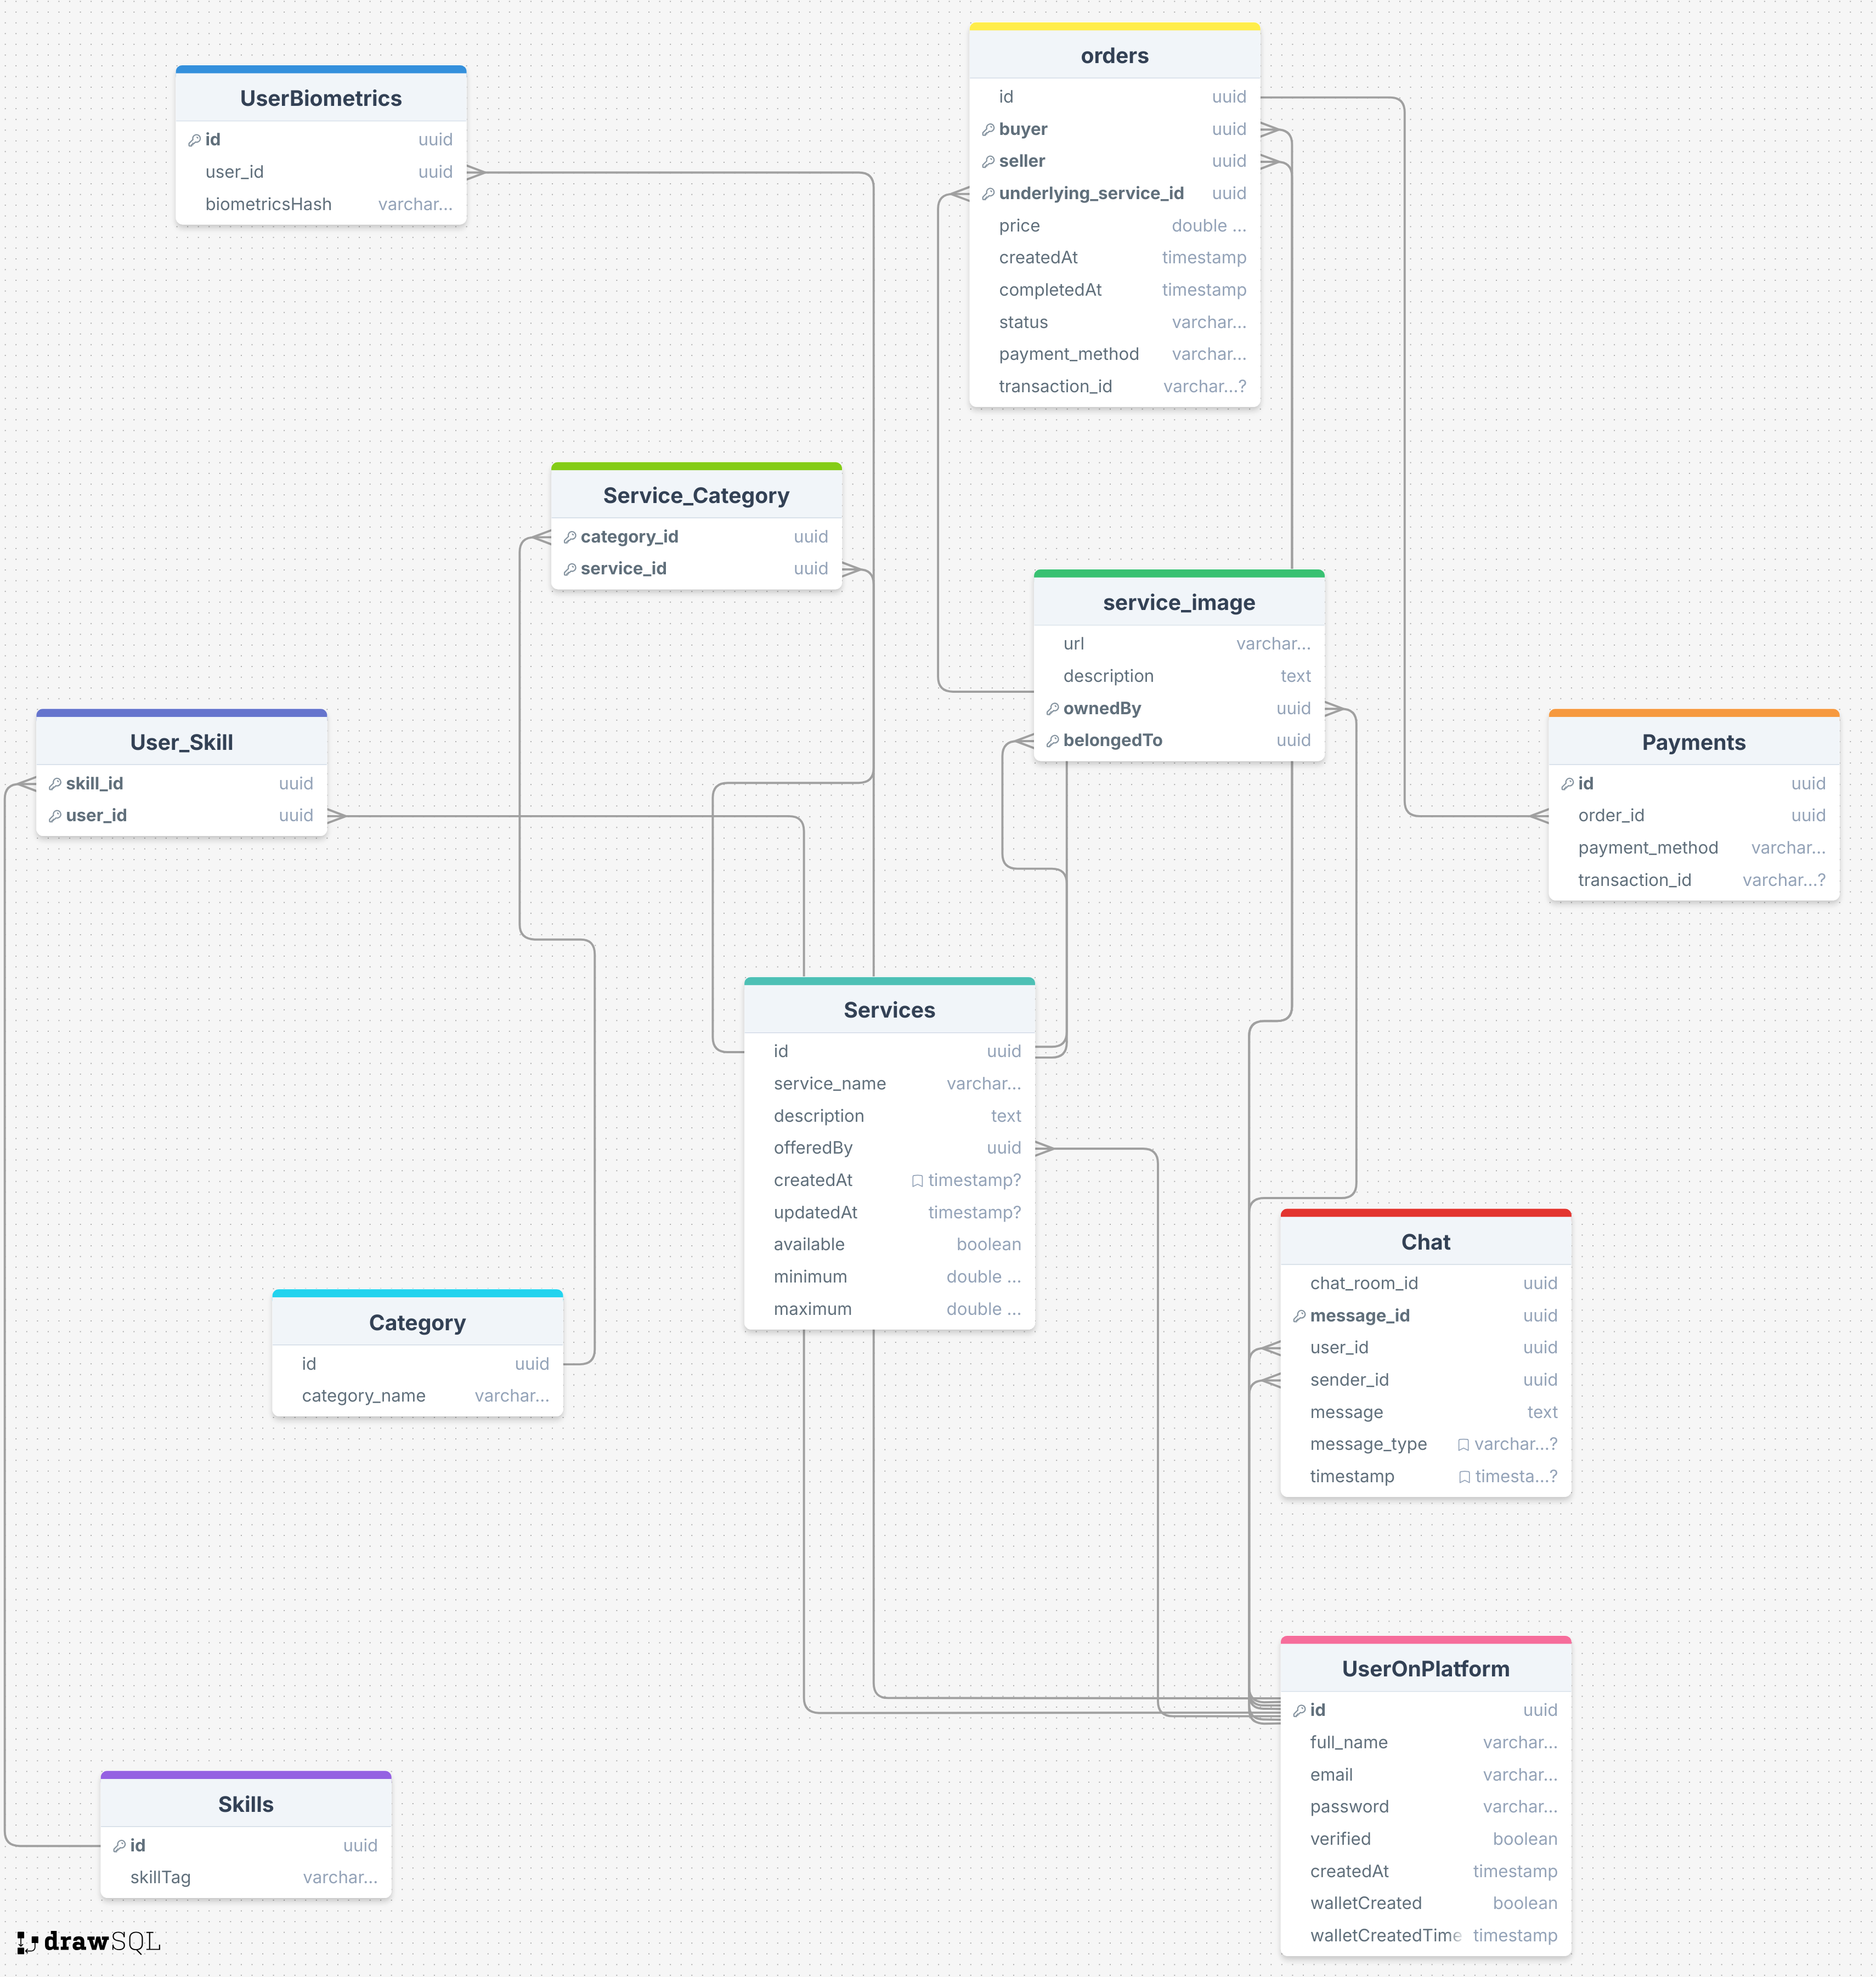 UserBiometrics
id uuid
user_id uuid
biometricsHash varchar...
orders
id uuid
buyer uuid
seller uuid
underlying_service_id uuid
price double ...
createdAt timestamp
completedAt timestamp
status varchar...
payment_method varchar...
transaction_id varchar...?
Service_Category
category_id uuid
service_id uuid
service_image
url varchar...
description text
ownedBy uuid
belongedTo uuid
User_Skill
skill_id uuid
user_id uuid
Payments
id uuid
order_id uuid
payment_method varchar...
transaction_id varchar...?
Services
id uuid
service_name varchar...
description text
offeredBy uuid
createdAt timestamp?
updatedAt timestamp?
available boolean
minimum double ...
maximum double ...
Chat
chat_room_id uuid
message_id uuid
user_id uuid
sender_id uuid
message text
message_type varchar...?
timestamp timesta...?
Category
id uuid
category_name varchar...
UserOnPlatform
id uuid
full_name varchar...
email varchar...
password varchar...
verified boolean
createdAt timestamp
walletCreated boolean
walletCreatedTime timestamp
Skills
id uuid
skillTag varchar...
drawSQL